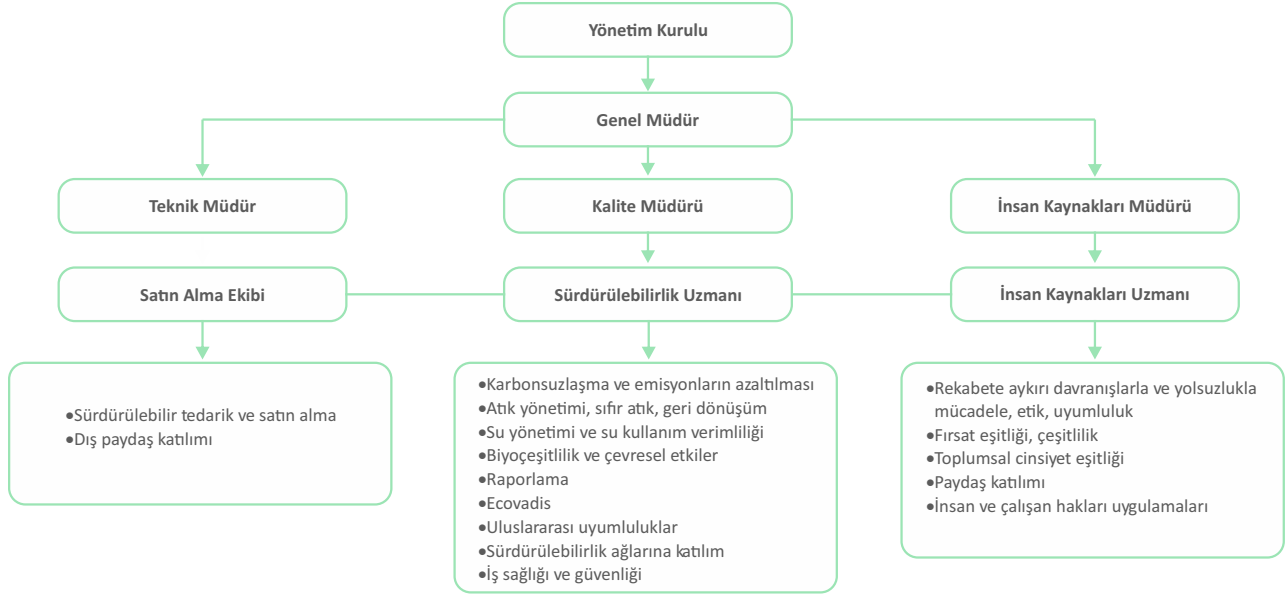 Yönetim Kurulu
Genel Müdür
Teknik Müdür
Kalite Müdürü
İnsan Kaynakları Müdürü
Satın Alma Ekibi
Sürdürülebilirlik Uzmanı
İnsan Kaynakları Uzmanı
•Sürdürülebilir tedarik ve satın alma
•Dış paydaş katılımı
•Karbonsuzlaşma ve emisyonların azaltılması
•Atık yönetimi, sıfır atık, geri dönüşüm
•Su yönetimi ve su kullanım verimliliği
•Biyoçeşitlilik ve çevresel etkiler
•Raporlama
•Ecovadis
•Uluslararası uyumluluklar
•Sürdürülebilirlik ağlarına katılım
•İş sağlığı ve güvenliği
•Rekabete aykırı davranışlarla ve yolsuzlukla
mücadele, etik, uyumluluk
•Fırsat eşitliği, çeşitlilik
•Toplumsal cinsiyet eşitliği
•Paydaş katılımı
•İnsan ve çalışan hakları uygulamaları